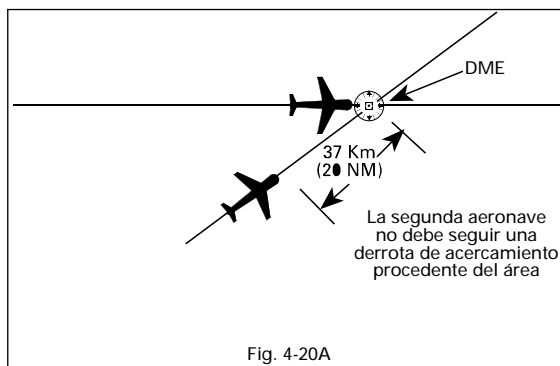 DME
37 Km
(20 NM)
La segunda aeronave
no debe seguir una
derrota de acercamiento
procedente del área
Fig. 4-20A